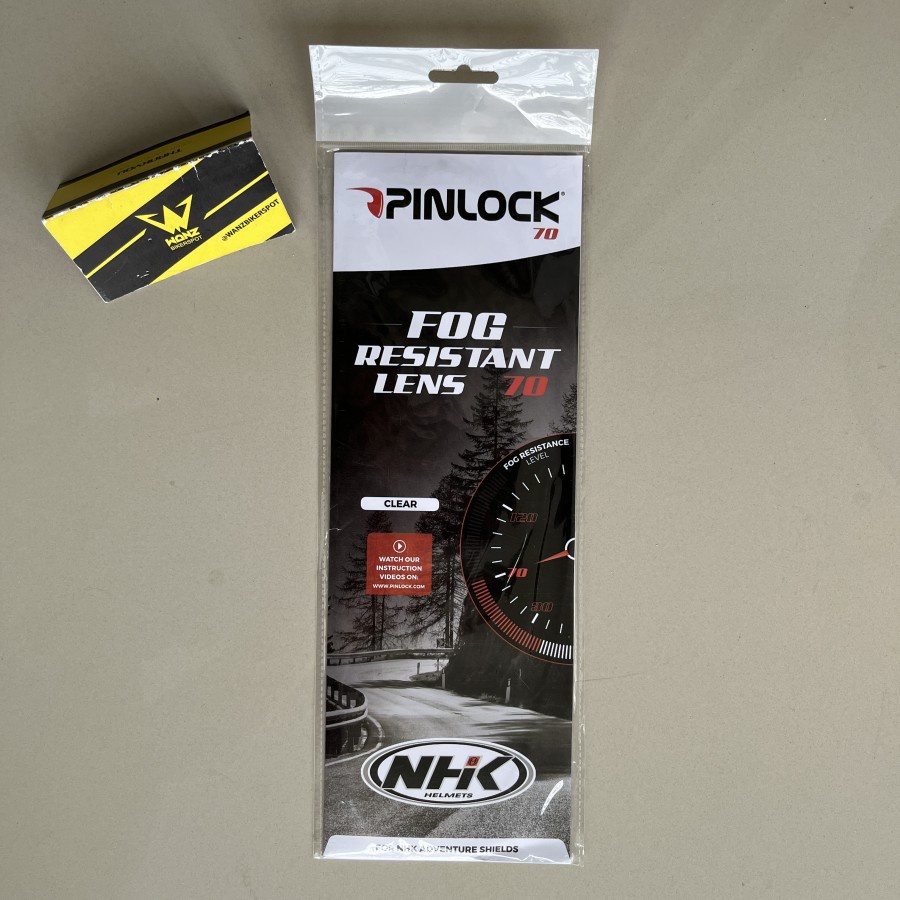 WANZ
BIKERSPOT
@WANZBIKERSPOT
PINLOCK®
70
FOG
RESISTANT
LENS 70
FOG RESISTANCE
LEVEL
120
70
30
CLEAR
WATCH OUR
INSTRUCTION
VIDEOS ON:
WWW.PINLOCK.COM
NHK
HELMETS
FOR NHK ADVENTURE SHIELDS